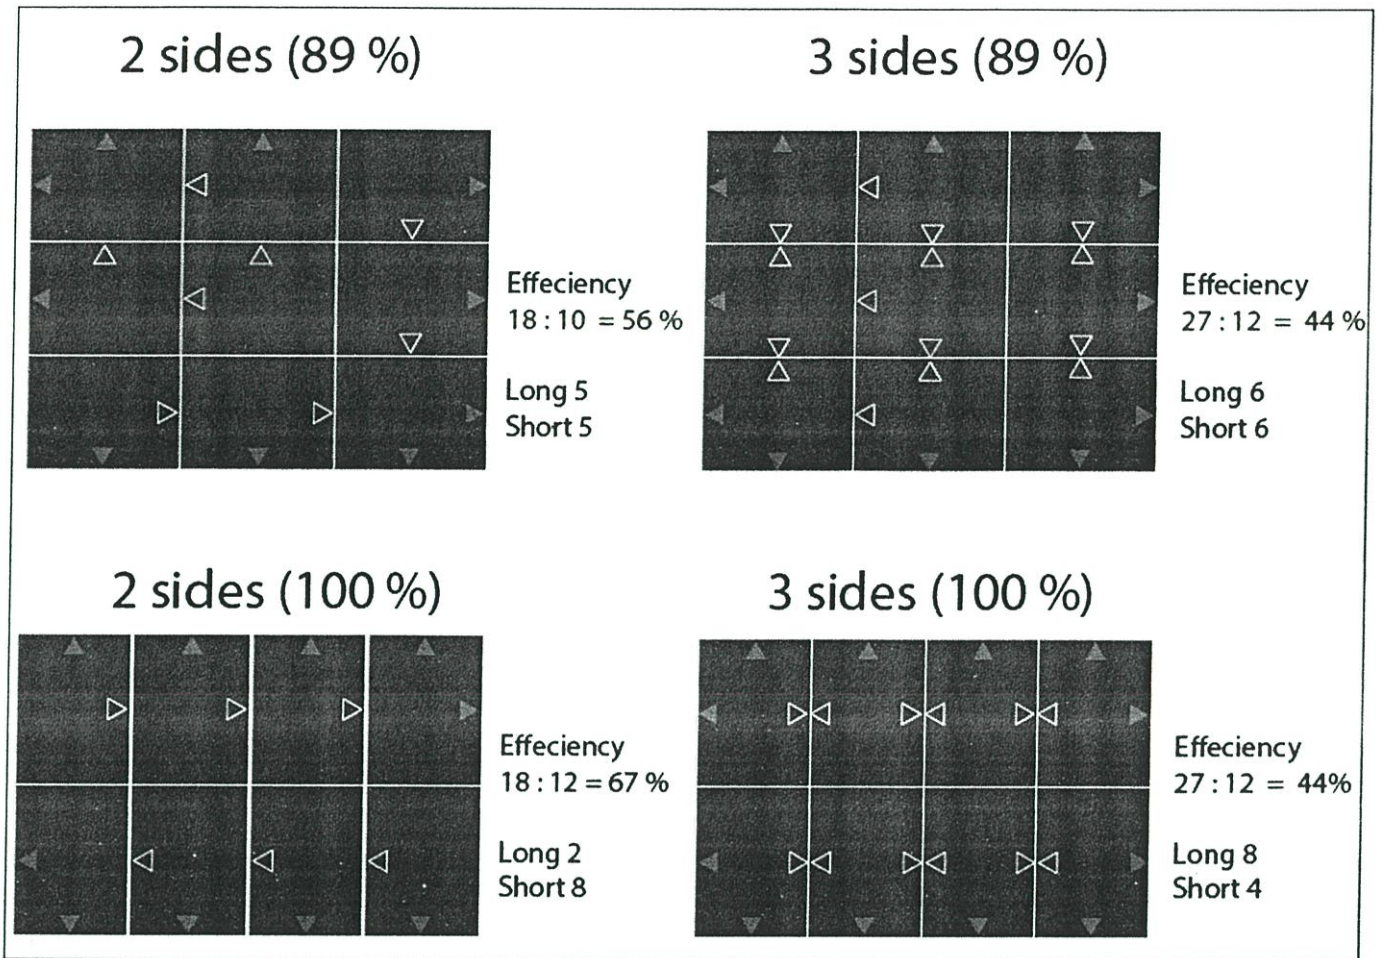 2 sides (89 %)
Effeciency
18 : 10 = 56 %
Long 5
Short 5
3 sides (89 %)
Effeciency
27 : 12 = 44 %
Long 6
Short 6
2 sides (100 %)
Effeciency
18 : 12 = 67 %
Long 2
Short 8
3 sides (100 %)
Effeciency
27 : 12 = 44%
Long 8
Short 4